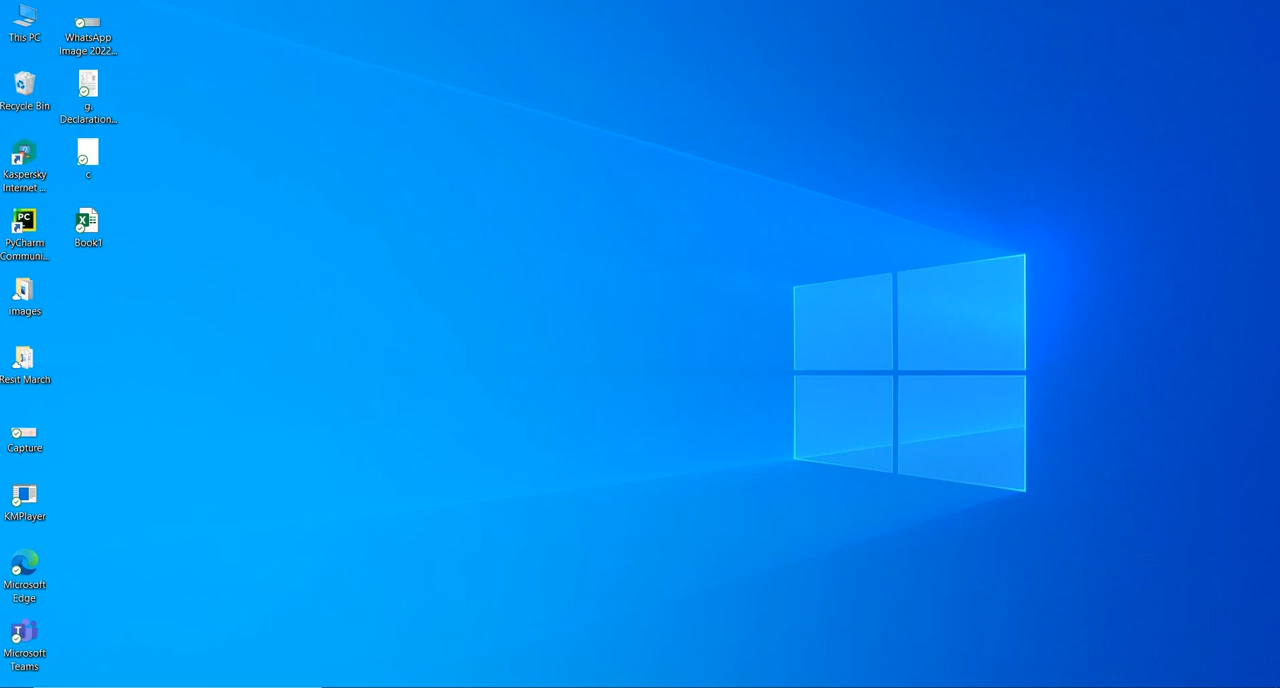 This PC
Recycle Bin
Kaspersky
Internet ...
PC
PyCharm
Communi...
images
Resit March
Capture
KMPlayer
Microsoft
Edge
T
Microsoft
Teams
WhatsApp
Image 2022...
g.
Declaration...
c
X
Book1